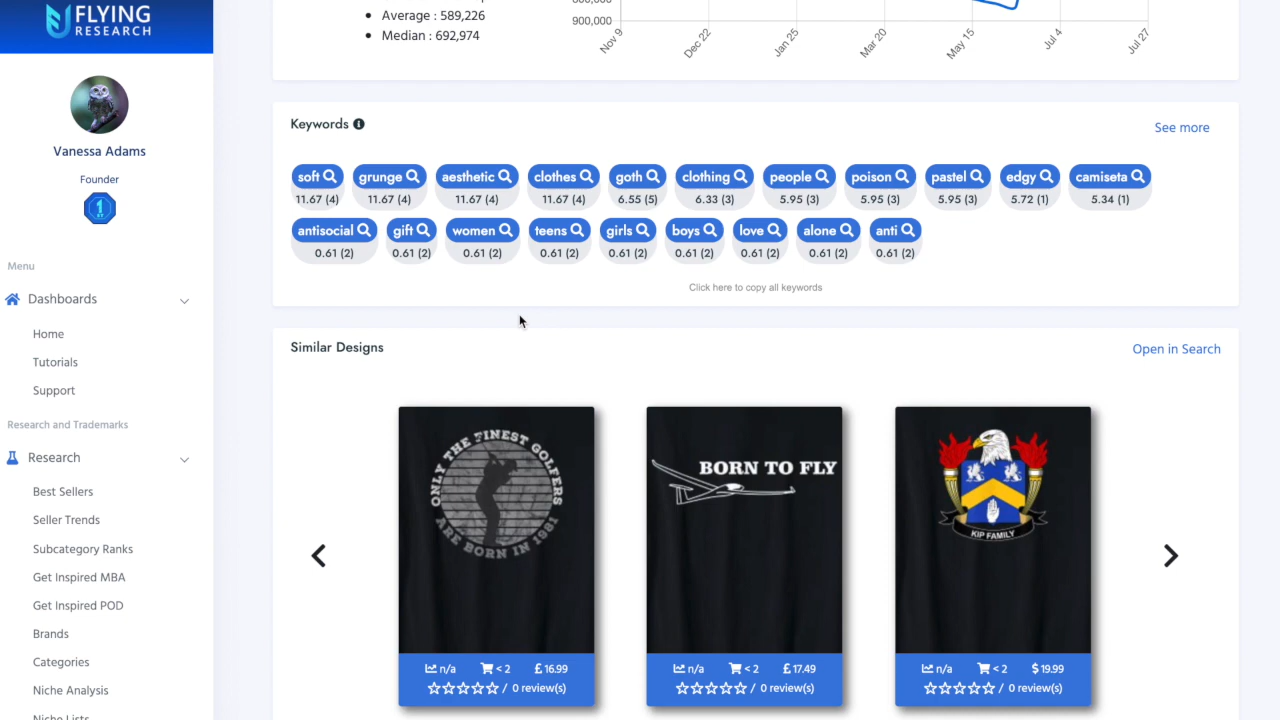 FLYING
RESEARCH
Vanessa Adams
Founder
1
ST
Menu
Dashboards
Home
Tutorials
Support
Research and Trademarks
Research
Best Sellers
Seller Trends
Subcategory Ranks
Get Inspired MBA
Get Inspired POD
Brands
Categories
Niche Analysis
Niche Lists
Average : 589,226
Median : 692,974
900,000
Nov 9
Dec 22
Jan 25
Mar 20
May 15
Jul 4
Jul 27
Keywords
See more
soft grunge aesthetic clothes goth clothing people poison pastel edgy camiseta
11.67 (4) 11.67 (4) 11.67 (4) 11.67 (4) 6.55 (5) 6.33 (3) 5.95 (3) 5.95 (3) 5.95 (3) 5.72 (1) 5.34 (1)
antisocial gift women teens girls boys love alone anti
0.61 (2) 0.61 (2) 0.61 (2) 0.61 (2) 0.61 (2) 0.61 (2) 0.61 (2) 0.61 (2) 0.61 (2)
Click here to copy all keywords
Similar Designs
Open in Search
ONLY THE FINEST GOLFERS
ARE BORN IN 1981
n/a < 2 £ 16.99
/ 0 review(s)
BORN TO FLY
n/a < 2 £ 17.49
/ 0 review(s)
KIP FAMILY
n/a < 2 $ 19.99
/ 0 review(s)